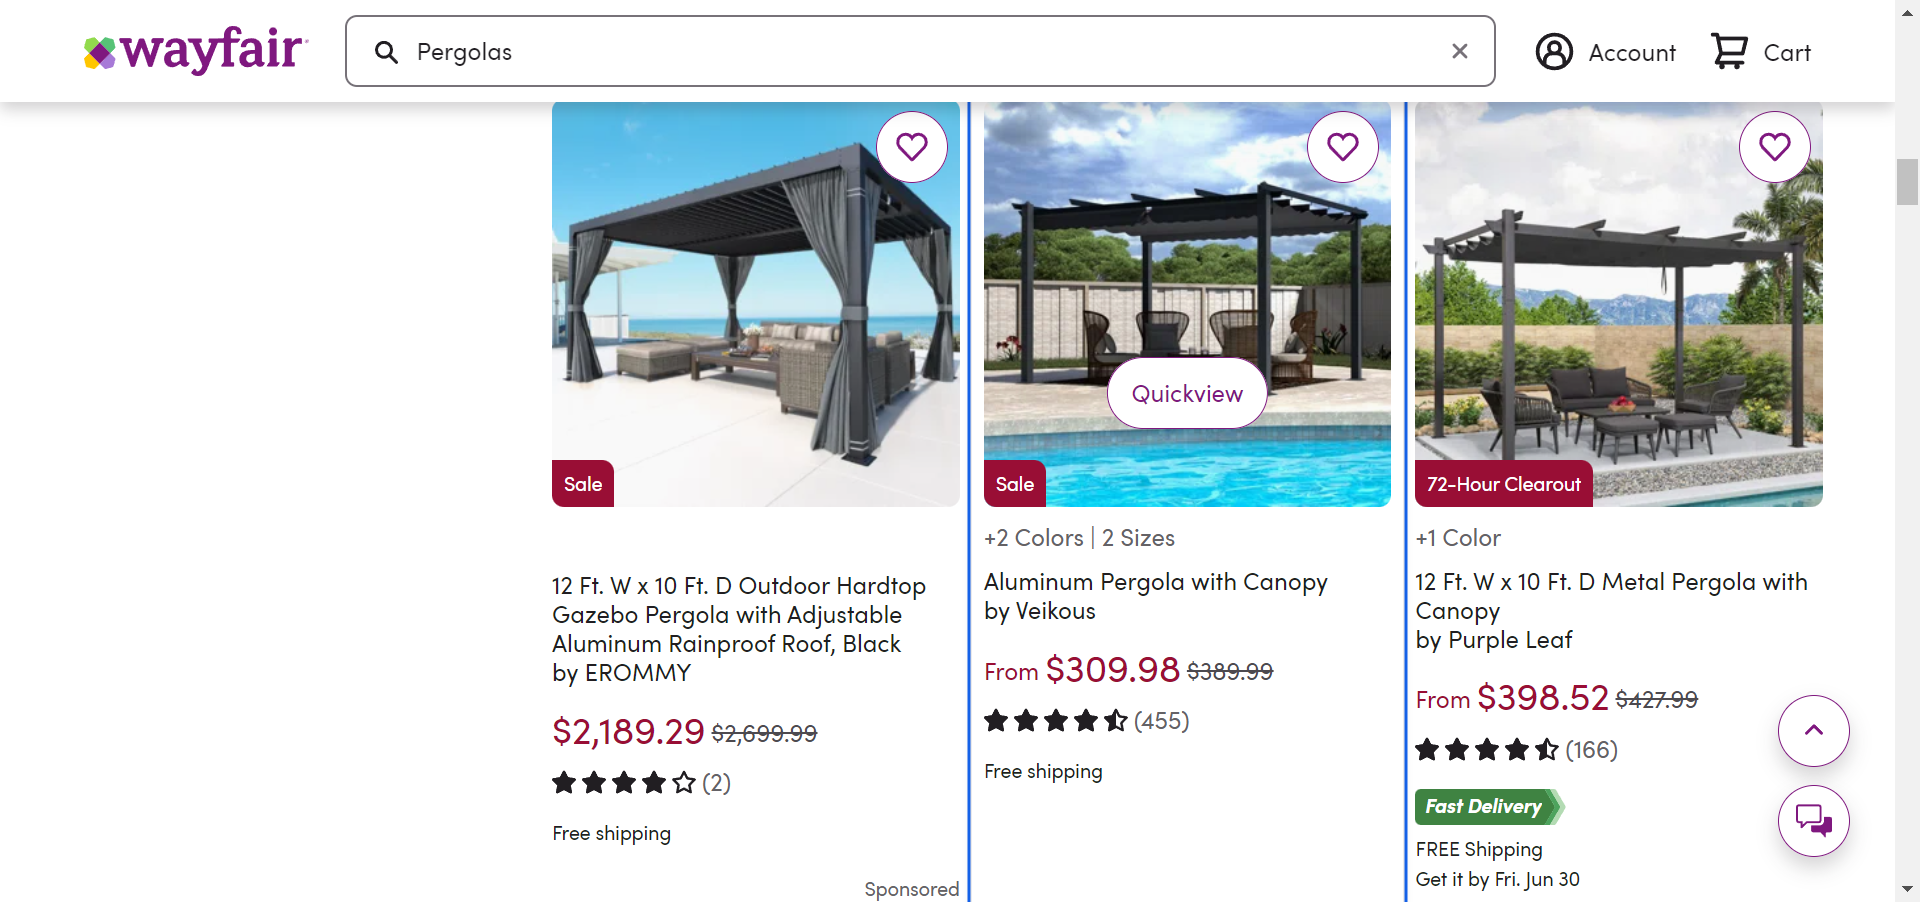 wayfair
Pergolas
Account
Cart
Sale
12 Ft. W x 10 Ft. D Outdoor Hardtop
Gazebo Pergola with Adjustable
Aluminum Rainproof Roof, Black
by EROMMY
$2,189.29 $2,699.99
(2)
Free shipping
Sponsored
Quickview
Sale
+2 Colors | 2 Sizes
Aluminum Pergola with Canopy
by Veikous
From $309.98 $389.99
(455)
Free shipping
72-Hour Clearout
+1 Color
12 Ft. W x 10 Ft. D Metal Pergola with
Canopy
by Purple Leaf
From $398.52 $427.99
(166)
Fast Delivery
FREE Shipping
Get it by Fri. Jun 30